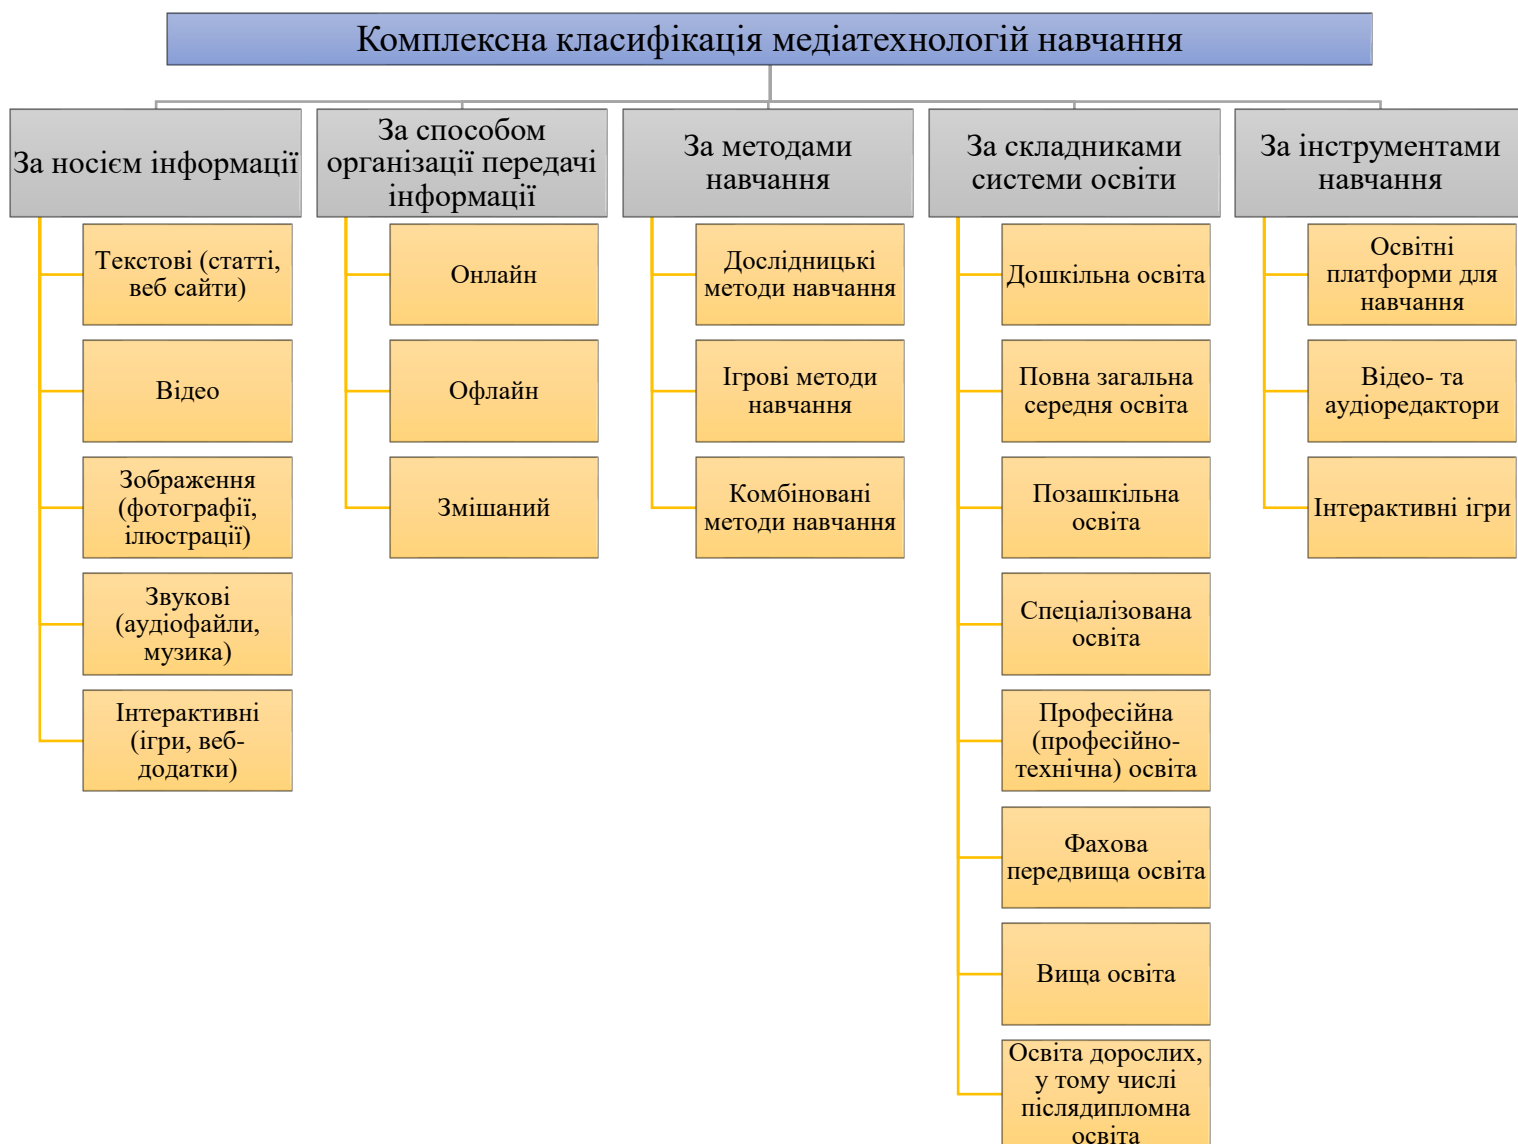 Комплексна класифікація медіатехнологій навчання
За носієм інформації
Текстові (статті,
веб сайти)
Відео
Зображення
(фотографії,
ілюстрації)
Звукові
(аудіофайли,
музика)
Інтерактивні
(ігри, веб-
додатки)
За способом
організації передачі
інформації
Онлайн
Офлайн
Змішаний
За методами
навчання
Дослідницькі
методи навчання
Ігрові методи
навчання
Комбіновані
методи навчання
За складниками
системи освіти
Дошкільна освіта
Повна загальна
середня освіта
Позашкільна
освіта
Спеціалізована
освіта
Професійна
(професійно-
технічна) освіта
Фахова
передвища освіта
Вища освіта
Освіта дорослих,
у тому числі
післядипломна
освіта
За інструментами
навчання
Освітні
платформи для
навчання
Відео- та
аудіоредактори
Інтерактивні ігри